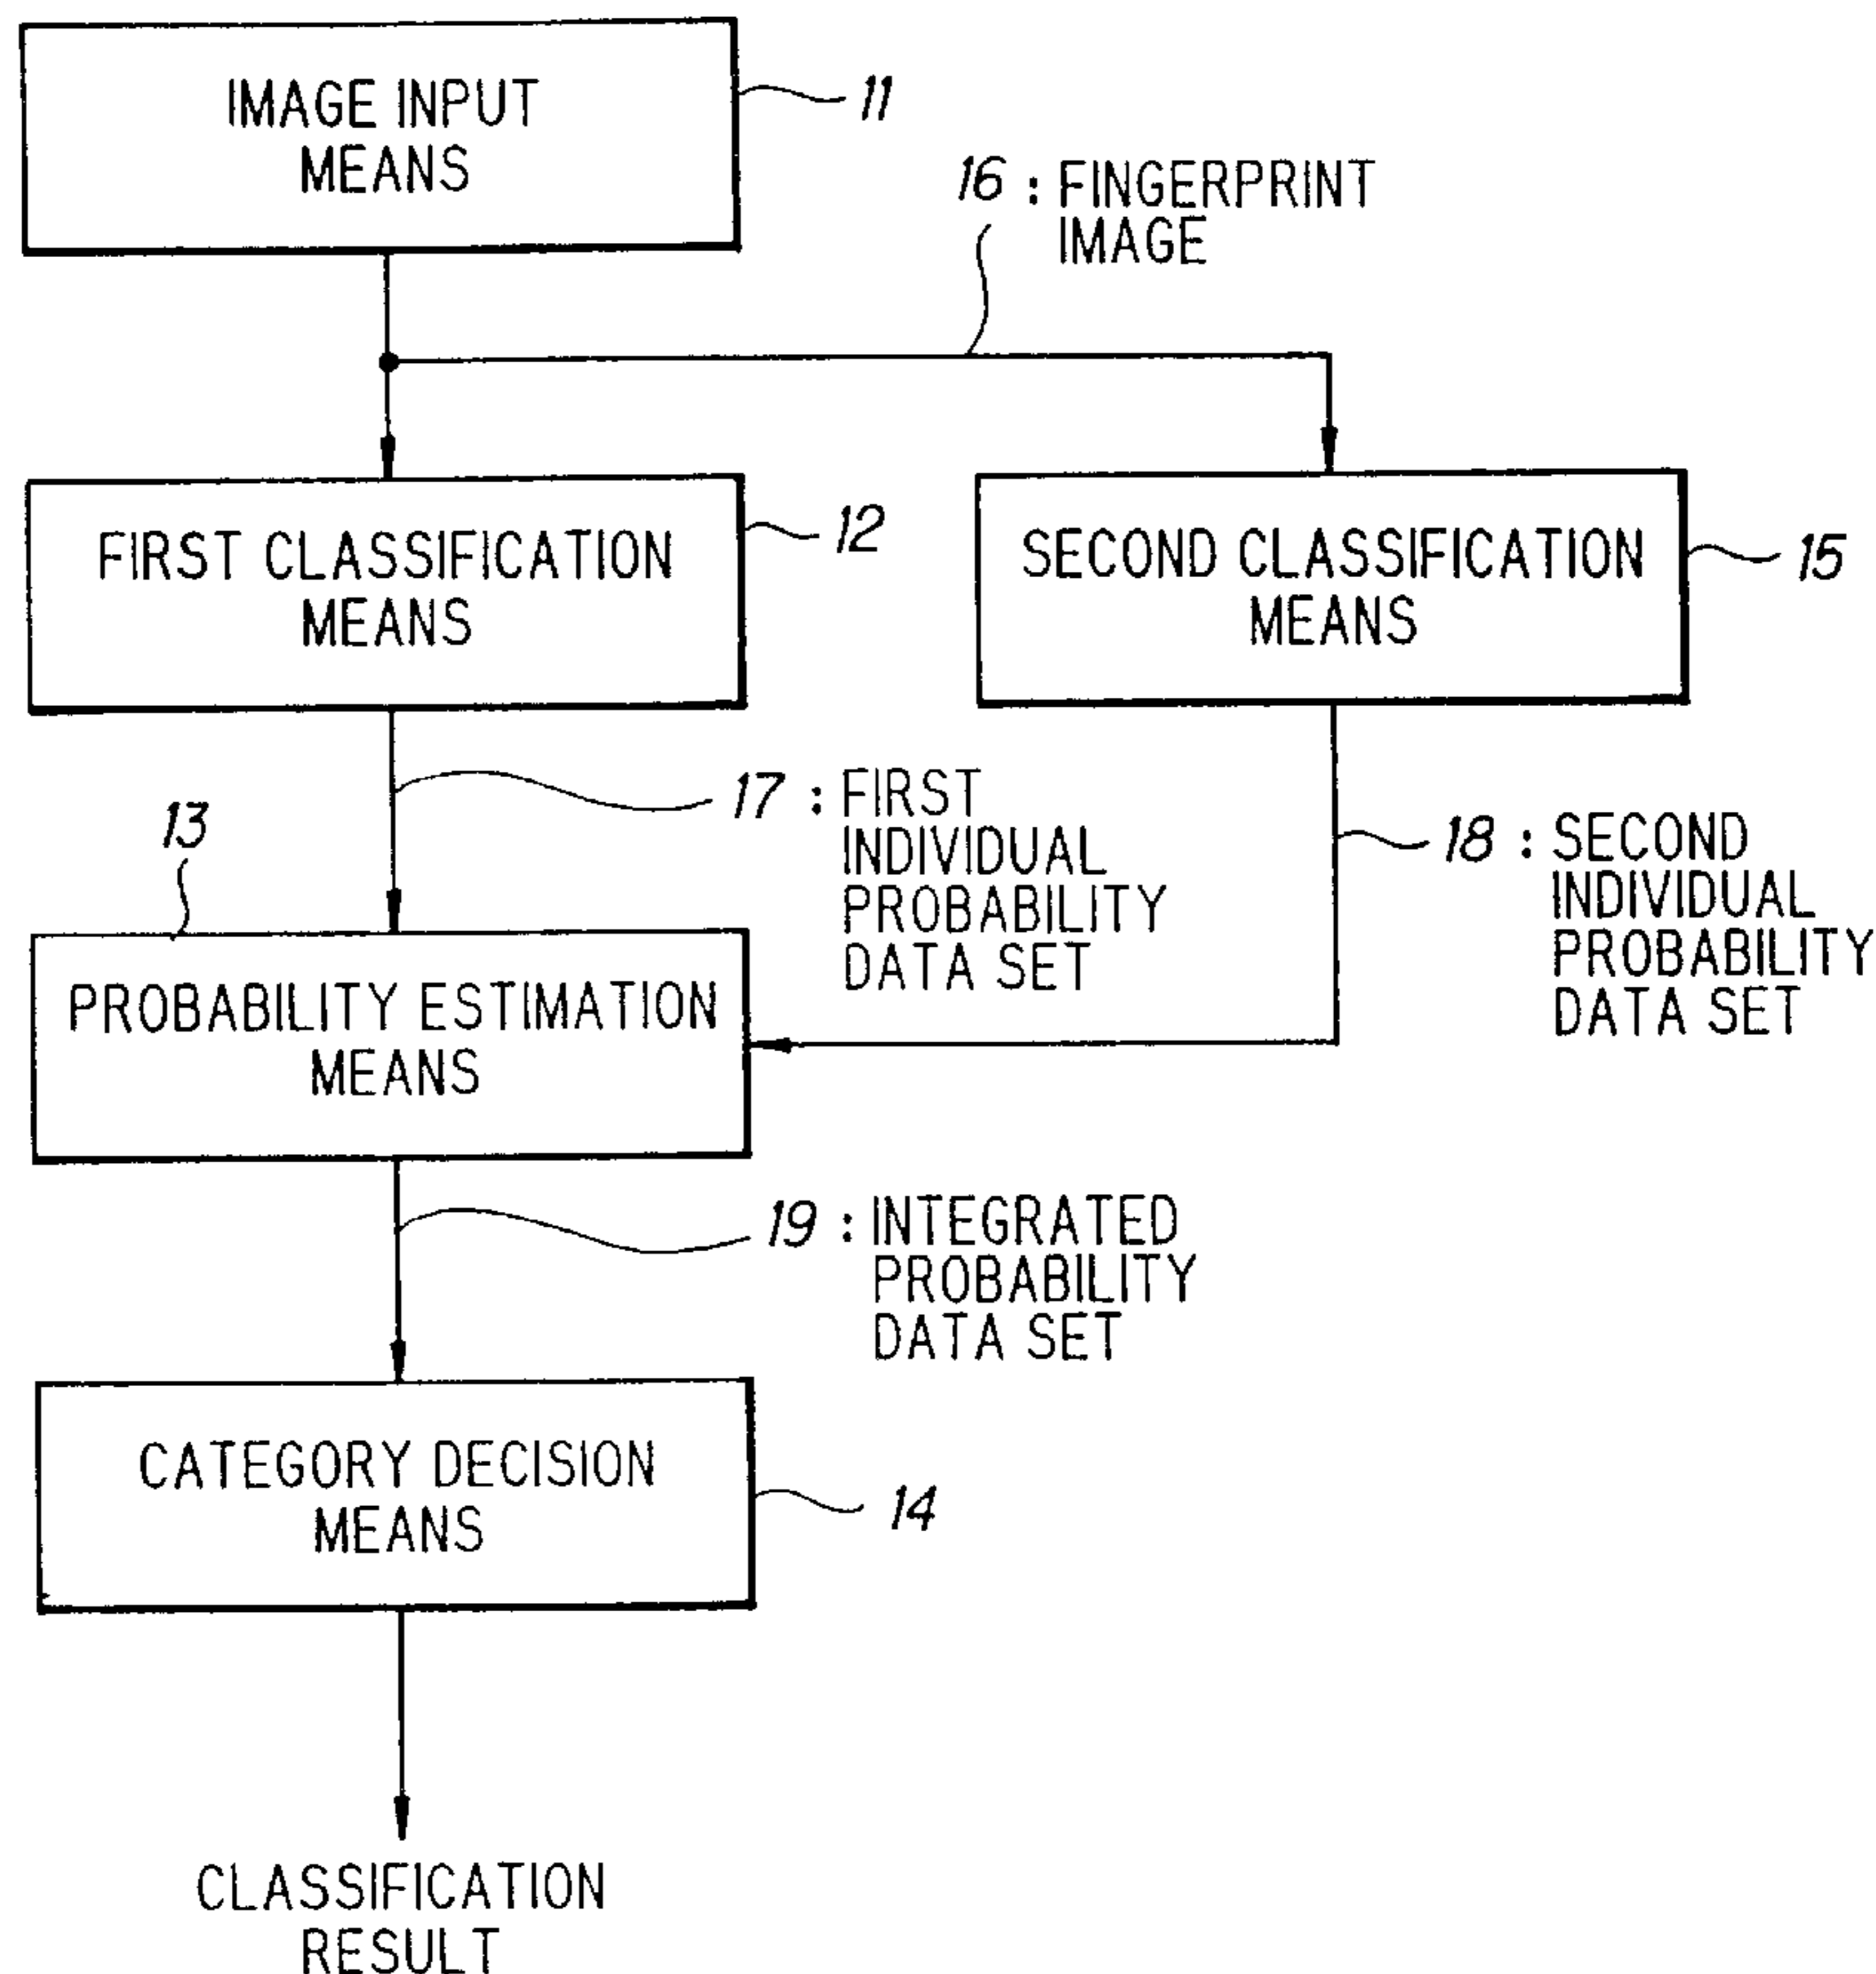 IMAGE INPUT
MEANS
11
16 : FINGERPRINT
IMAGE
FIRST CLASSIFICATION
MEANS
12
SECOND CLASSIFICATION
MEANS
15
17 : FIRST
INDIVIDUAL
PROBABILITY
DATA SET
18 : SECOND
INDIVIDUAL
PROBABILITY
DATA SET
13
PROBABILITY ESTIMATION
MEANS
19 : INTEGRATED
PROBABILITY
DATA SET
CATEGORY DECISION
MEANS
14
CLASSIFICATION
RESULT